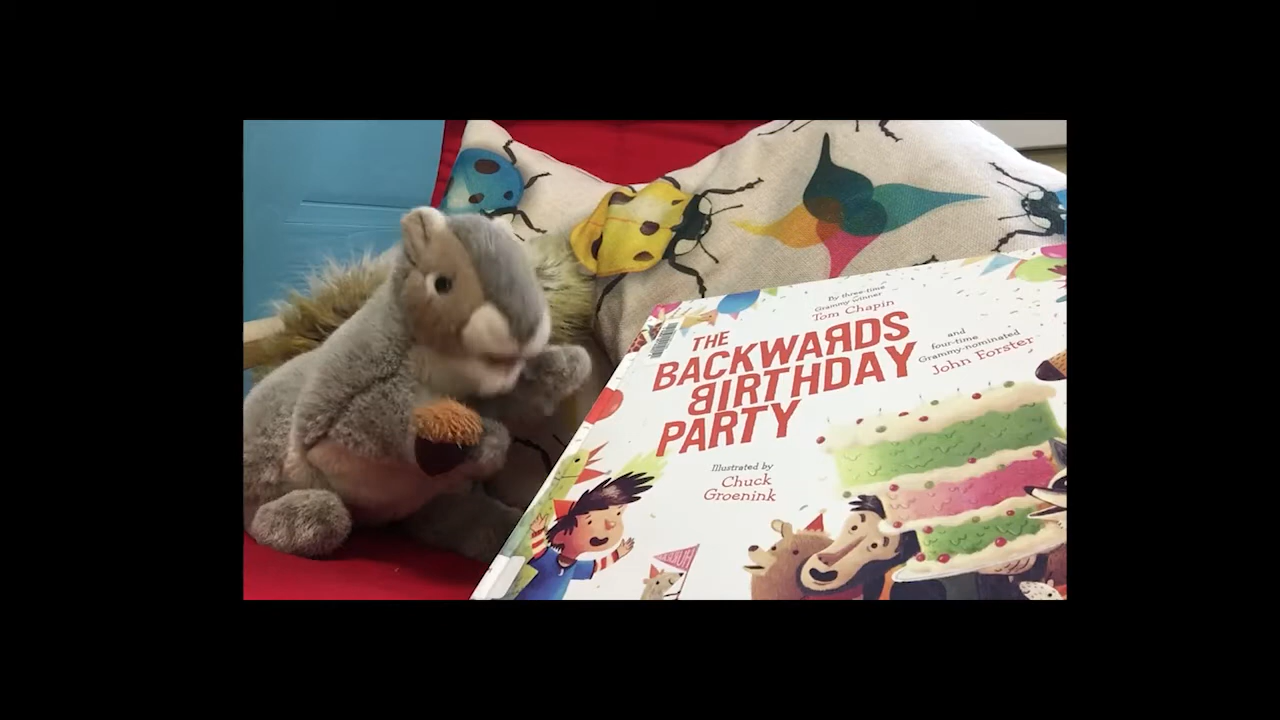 By three-time
Grammy winner
Tom Chapin
THE
BACKWARDS
BIRTHDAY
PARTY
and
four-time
Grammy-nominated
John Forster
Illustrated by
Chuck
Groenink